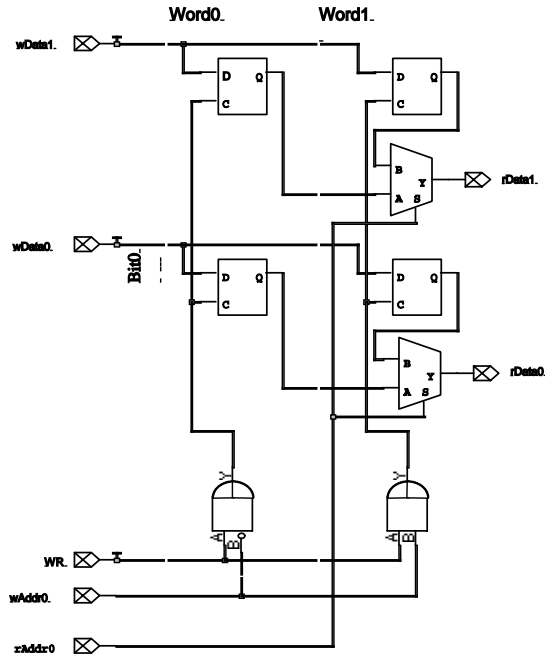 Word0 Word1
wData1
D Q D Q
C C
B
Y rData1
A S
wData0
Bit0
D Q D Q
C C
B
Y rData0
A S
Y Y
A B A B
WR
wAddr0
rAddr0